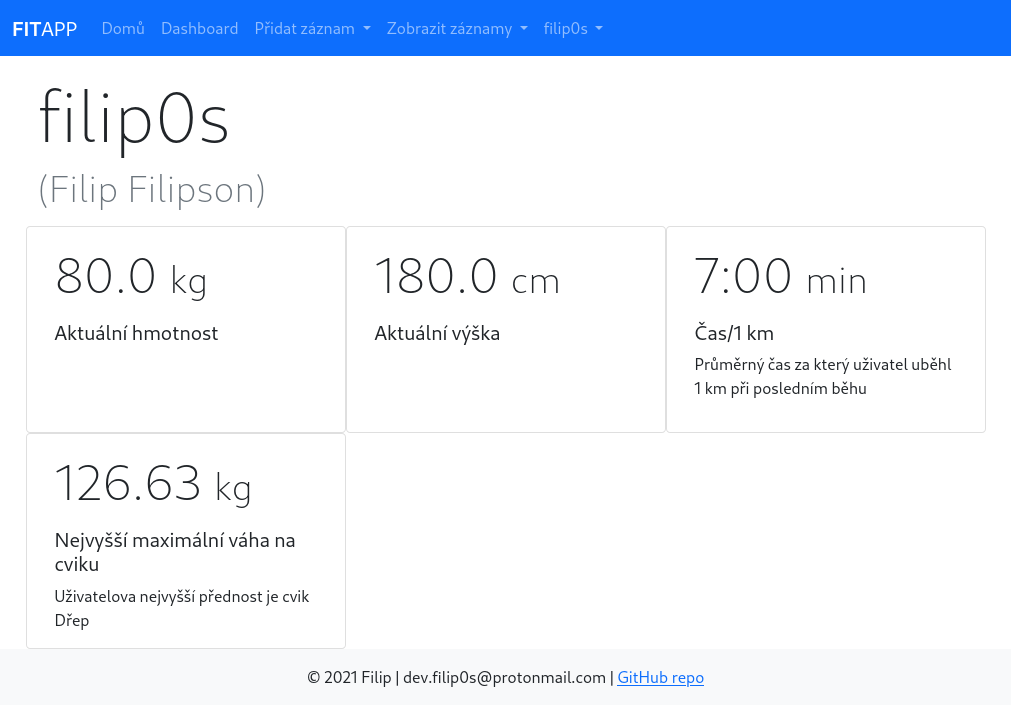 FITAPP Domů Dashboard Přidat záznam Zobrazit záznamy filip0s
filip0s
(Filip Filipson)
80.0 kg
Aktuální hmotnost
180.0 cm
Aktuální výška
7:00 min
Čas/1 km
Průměrný čas za který uživatel uběhl
1 km při posledním běhu
126.63 kg
Nejvyšší maximální váha na
cviku
Uživatelova nejvyšší přednost je cvik
Dřep
© 2021 Filip | dev.filip0s@protonmail.com | GitHub repo